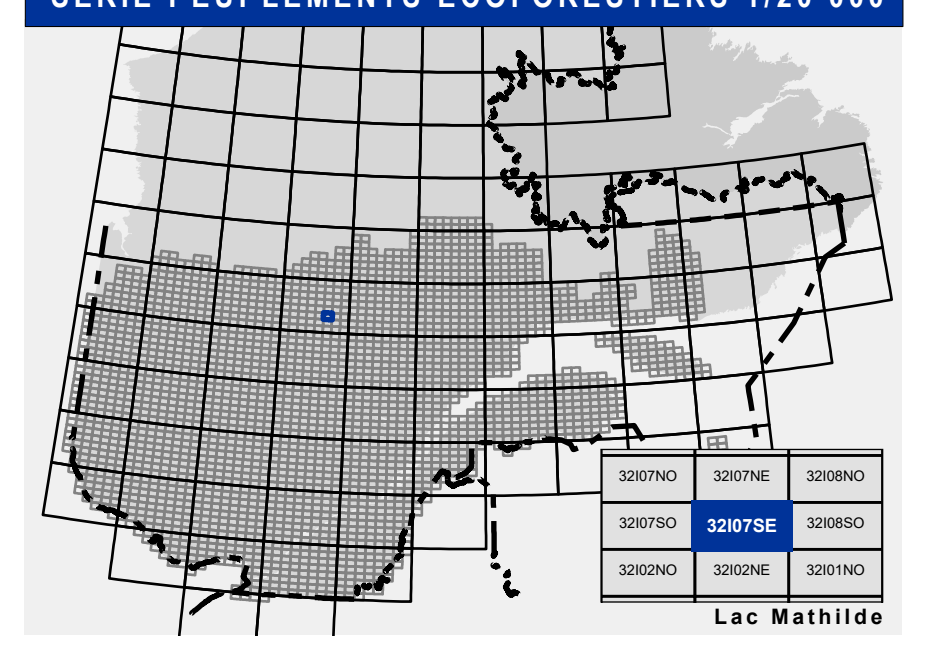 SÉRIE PEUPLEMENTS ÉCOFORESTIERS 1/20 000
32I07NO 32I07NE 32I08NO
32I07SO 32I07SE 32I08SO
32I02NO 32I02NE 32I01NO
Lac Mathilde